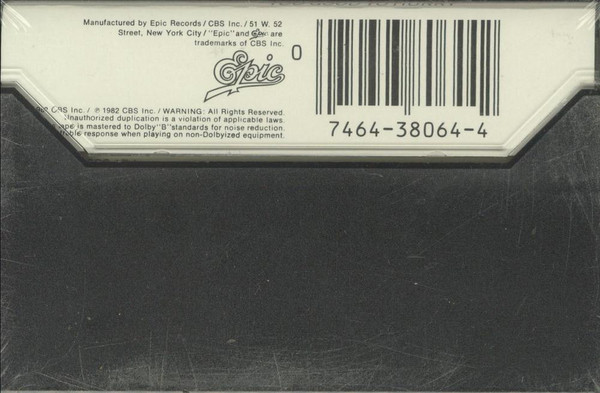 Manufactured by Epic Records / CBS Inc. / 51 W. 52
Street, New York City / "Epic" and Epic are
trademarks of CBS Inc.
Epic
0
7464-38064-4
CBS Inc. / ℗ 1982 CBS Inc. / WARNING: All Rights Reserved.
Unauthorized duplication is a violation of applicable laws.
is mastered to Dolby "B" standards for noise reduction.
response when playing on non-Dolbyized equipment.